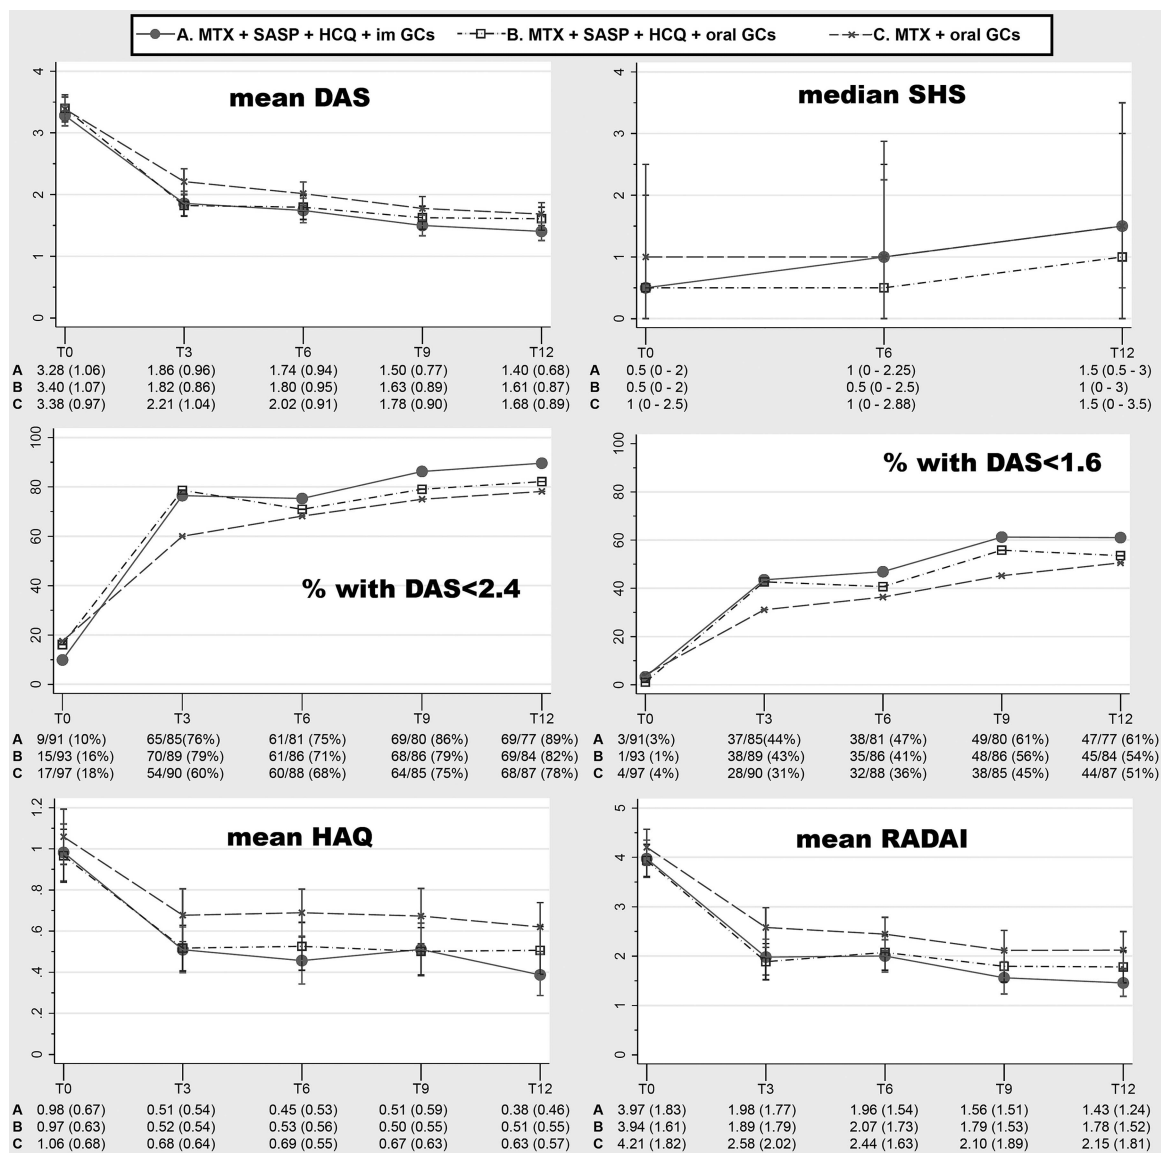 A. MTX + SASP + HCQ + im GCs B. MTX + SASP + HCQ + oral GCs C. MTX + oral GCs
mean DAS
4
3
2
1
0
T0 T3 T6 T9 T12
A 3.28 (1.06) 1.86 (0.96) 1.74 (0.94) 1.50 (0.77) 1.40 (0.68)
B 3.40 (1.07) 1.82 (0.86) 1.80 (0.95) 1.63 (0.89) 1.61 (0.87)
C 3.38 (0.97) 2.21 (1.04) 2.02 (0.91) 1.78 (0.90) 1.68 (0.89)
median SHS
4
3
2
1
0
T0 T6 T12
A 0.5 (0 - 2) 1 (0 - 2.25) 1.5 (0.5 - 3)
B 0.5 (0 - 2) 0.5 (0 - 2.5) 1 (0 - 3)
C 1 (0 - 2.5) 1 (0 - 2.88) 1.5 (0 - 3.5)
% with DAS<2.4
100
80
60
40
20
0
T0 T3 T6 T9 T12
A 9/91 (10%) 65/85(76%) 61/81 (75%) 69/80 (86%) 69/77 (89%)
B 15/93 (16%) 70/89 (79%) 61/86 (71%) 68/86 (79%) 69/84 (82%)
C 17/97 (18%) 54/90 (60%) 60/88 (68%) 64/85 (75%) 68/87 (78%)
% with DAS<1.6
100
80
60
40
20
0
T0 T3 T6 T9 T12
A 3/91(3%) 37/85(44%) 38/81 (47%) 49/80 (61%) 47/77 (61%)
B 1/93 (1%) 38/89 (43%) 35/86 (41%) 48/86 (56%) 45/84 (54%)
C 4/97 (4%) 28/90 (31%) 32/88 (36%) 38/85 (45%) 44/87 (51%)
mean HAQ
1.2
1
.8
.6
.4
.2
0
T0 T3 T6 T9 T12
A 0.98 (0.67) 0.51 (0.54) 0.45 (0.53) 0.51 (0.59) 0.38 (0.46)
B 0.97 (0.63) 0.52 (0.54) 0.53 (0.56) 0.50 (0.55) 0.51 (0.55)
C 1.06 (0.68) 0.68 (0.64) 0.69 (0.55) 0.67 (0.63) 0.63 (0.57)
mean RADAI
5
4
3
2
1
0
T0 T3 T6 T9 T12
A 3.97 (1.83) 1.98 (1.77) 1.96 (1.54) 1.56 (1.51) 1.43 (1.24)
B 3.94 (1.61) 1.89 (1.79) 2.07 (1.73) 1.79 (1.53) 1.78 (1.52)
C 4.21 (1.82) 2.58 (2.02) 2.44 (1.63) 2.10 (1.89) 2.15 (1.81)